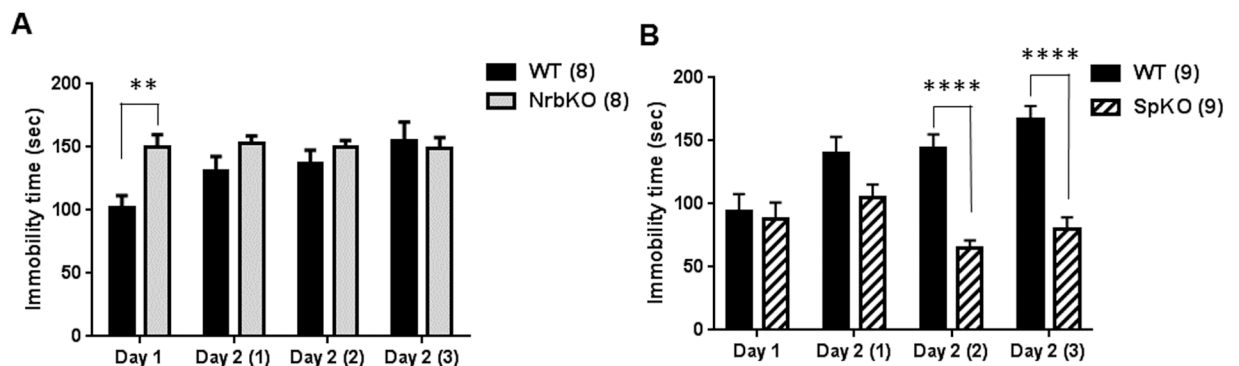 A
WT (8)
NrbKO (8)
Immobility time (sec)
200
150
100
50
0
**
Day 1
Day 2 (1)
Day 2 (2)
Day 2 (3)
B
WT (9)
SpKO (9)
Immobility time (sec)
200
150
100
50
0
****
****
Day 1
Day 2 (1)
Day 2 (2)
Day 2 (3)